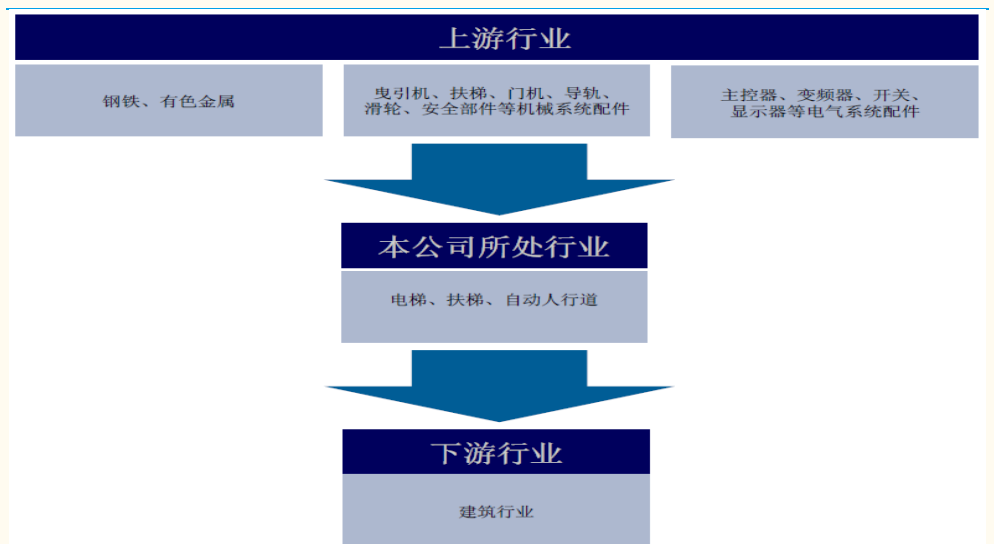 上游行业
钢铁、有色金属
曳引机、扶梯、门机、导轨、
滑轮、安全部件等机械系统配件
主控器、变频器、开关、
显示器等电气系统配件
本公司所处行业
电梯、扶梯、自动人行道
下游行业
建筑行业